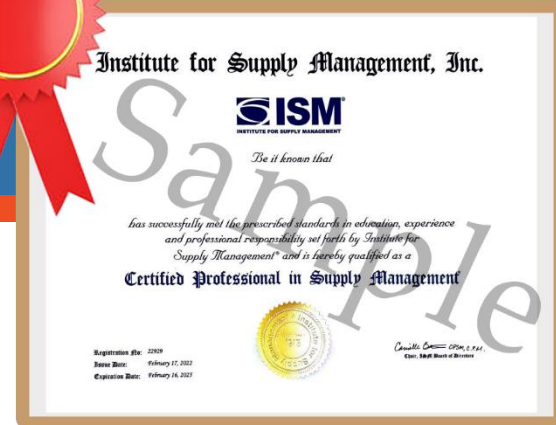 Institute for Supply Management, Inc.
ISM
INSTITUTE FOR SUPPLY MANAGEMENT
Be it known that
has successfully met the prescribed standards in education, experience
and professional responsibility set forth by Institute for
Supply Management® and is hereby qualified as a
Certified Professional in Supply Management
Registration No: 22929
Issue Date: February 17, 2022
Expiration Date: February 16, 2025
CPSM, C.P.M.
Chair, ISM Board of Directors
Sample